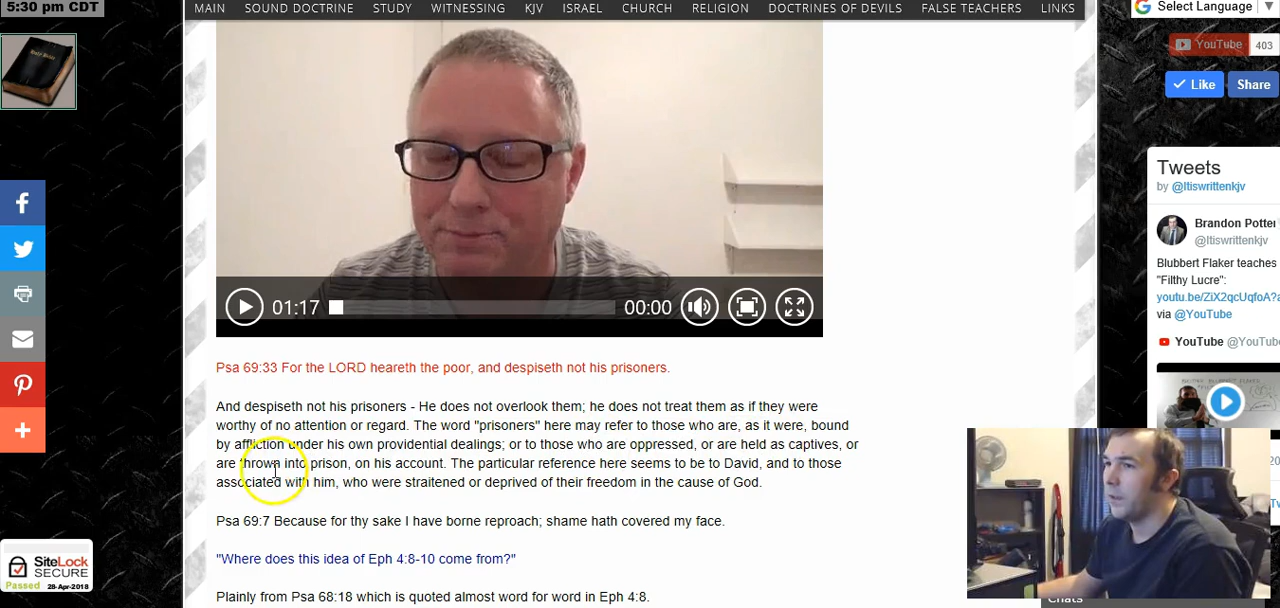 5:30 pm CDT
MAIN SOUND DOCTRINE STUDY WITNESSING KJV ISRAEL CHURCH RELIGION DOCTRINES OF DEVILS FALSE TEACHERS LINKS
Select Language
YouTube 403
Like Share
01:17 00:00
Tweets
by @Itiswrittenkjv
Brandon Potter
@Itiswrittenkjv
Blubbert Flaker teaches
"Filthy Lucre":
youtu.be/ZiX2qcUqfoA?a
via @YouTube
YouTube @YouTube
Psa 69:33 For the LORD heareth the poor, and despiseth not his prisoners.
And despiseth not his prisoners - He does not overlook them; he does not treat them as if they were
worthy of no attention or regard. The word "prisoners" here may refer to those who are, as it were, bound
by affliction under his own providential dealings; or to those who are oppressed, or are held as captives, or
are thrown into prison, on his account. The particular reference here seems to be to David, and to those
associated with him, who were straitened or deprived of their freedom in the cause of God.
Psa 69:7 Because for thy sake I have borne reproach; shame hath covered my face.
"Where does this idea of Eph 4:8-10 come from?"
Plainly from Psa 68:18 which is quoted almost word for word in Eph 4:8.
SiteLock
SECURE
Passed 28-Apr-2018
Chats